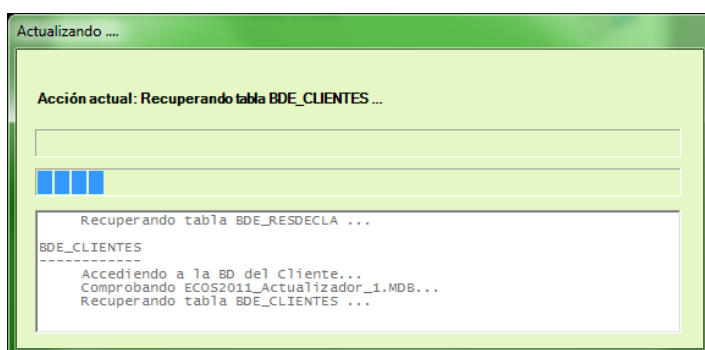 Actualizando ....
Acción actual: Recuperando tabla BDE_CLIENTES ...
Recuperando tabla BDE_RESDECLA ...
BDE_CLIENTES
------------
Accediendo a la BD del Cliente...
Comprobando ECOS2011_Actualizador_1.MDB...
Recuperando tabla BDE_CLIENTES ...